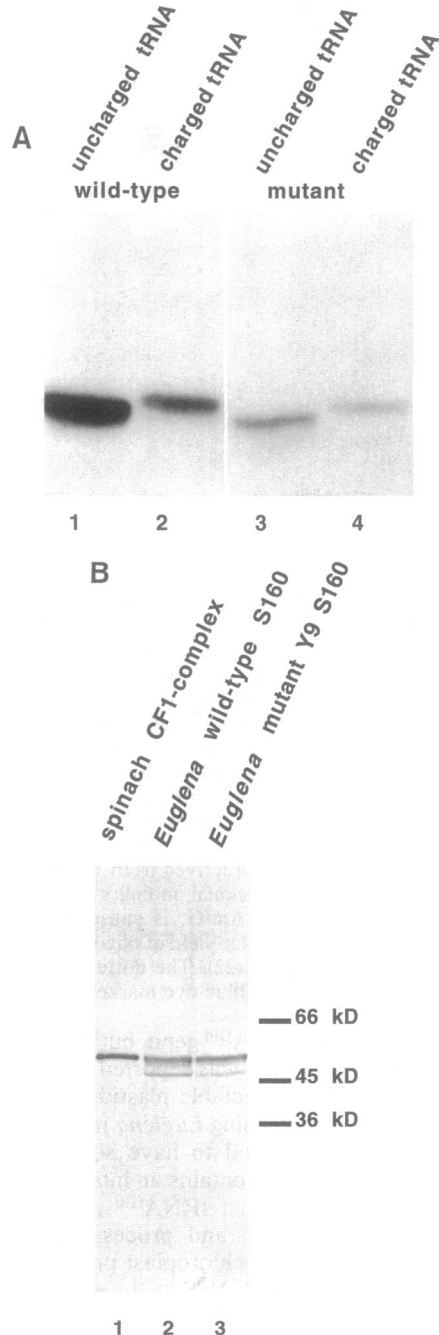 A
uncharged tRNA
charged tRNA
uncharged tRNA
charged tRNA
wild-type
mutant
1 2 3 4
B
spinach CF1-complex
Euglena wild-type S160
Euglena mutant Y9 S160
66 kD
45 kD
36 kD
1 2 3